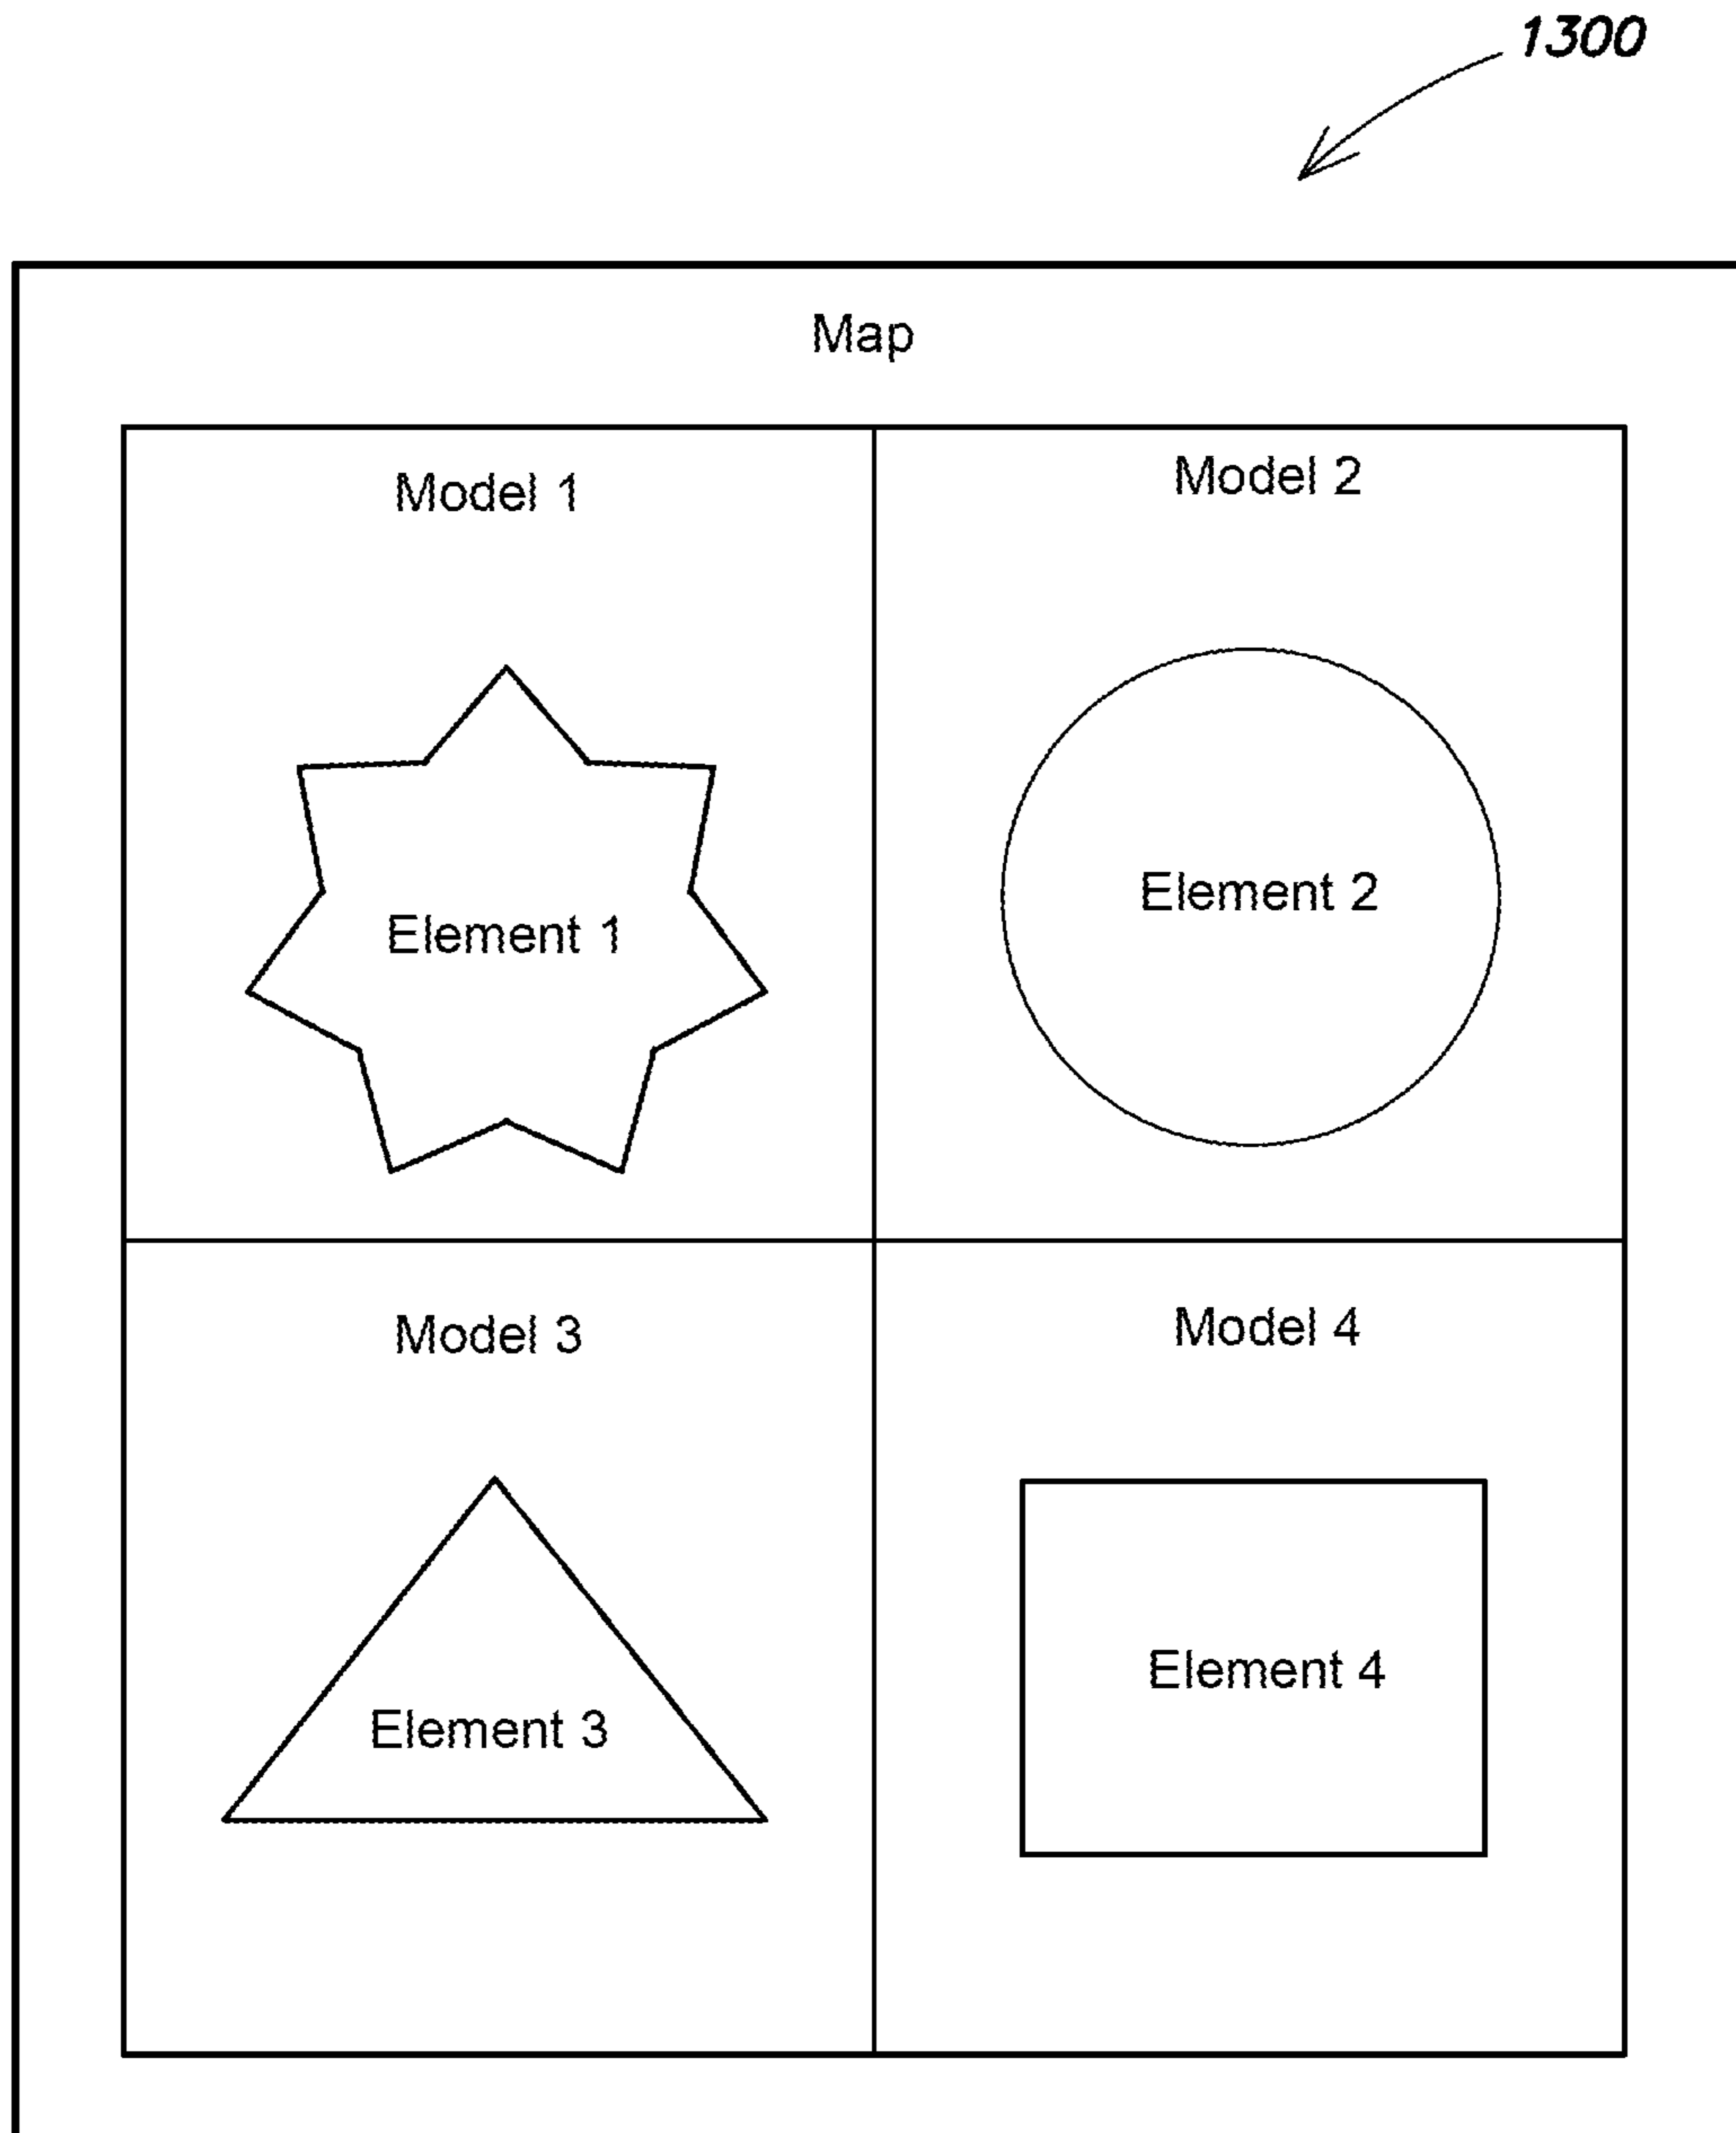 1300
Map
Model 1
Model 2
Element 1
Element 2
Model 3
Model 4
Element 3
Element 4